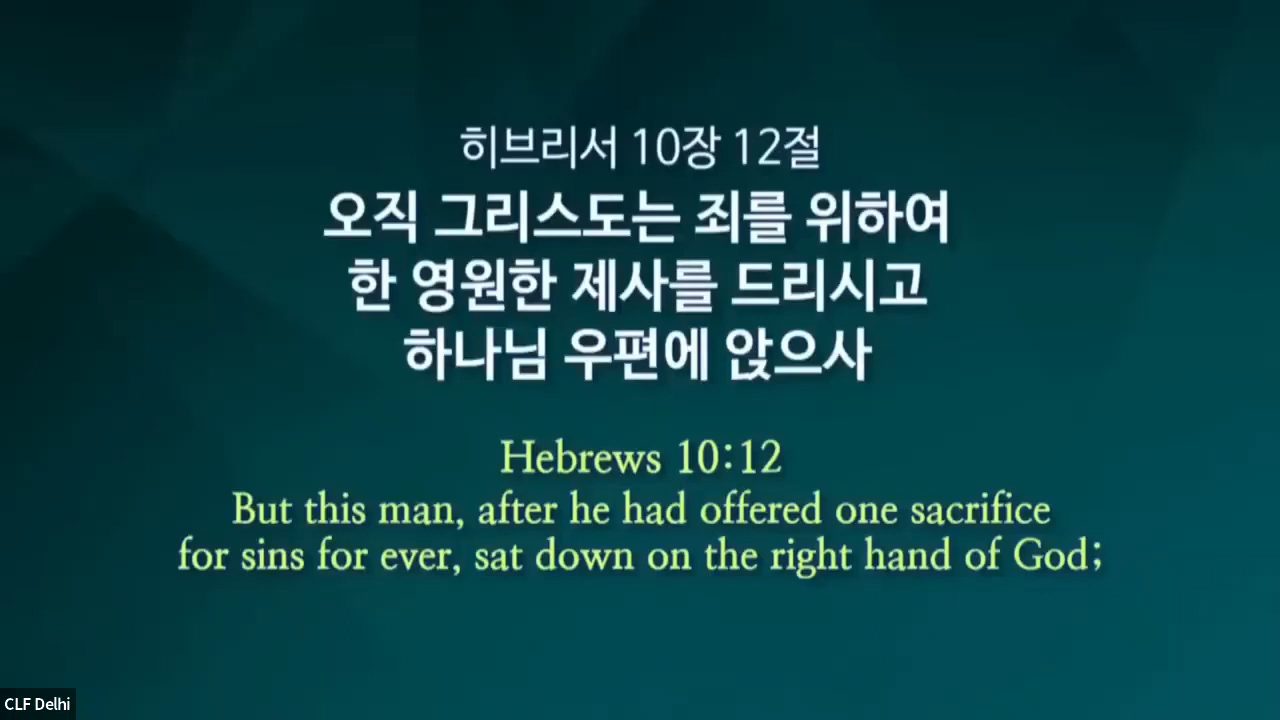 히브리서 10장 12절
오직 그리스도는 죄를 위하여
한 영원한 제사를 드리시고
하나님 우편에 앉으사
Hebrews 10:12
But this man, after he had offered one sacrifice
for sins for ever, sat down on the right hand of God;
CLF Delhi